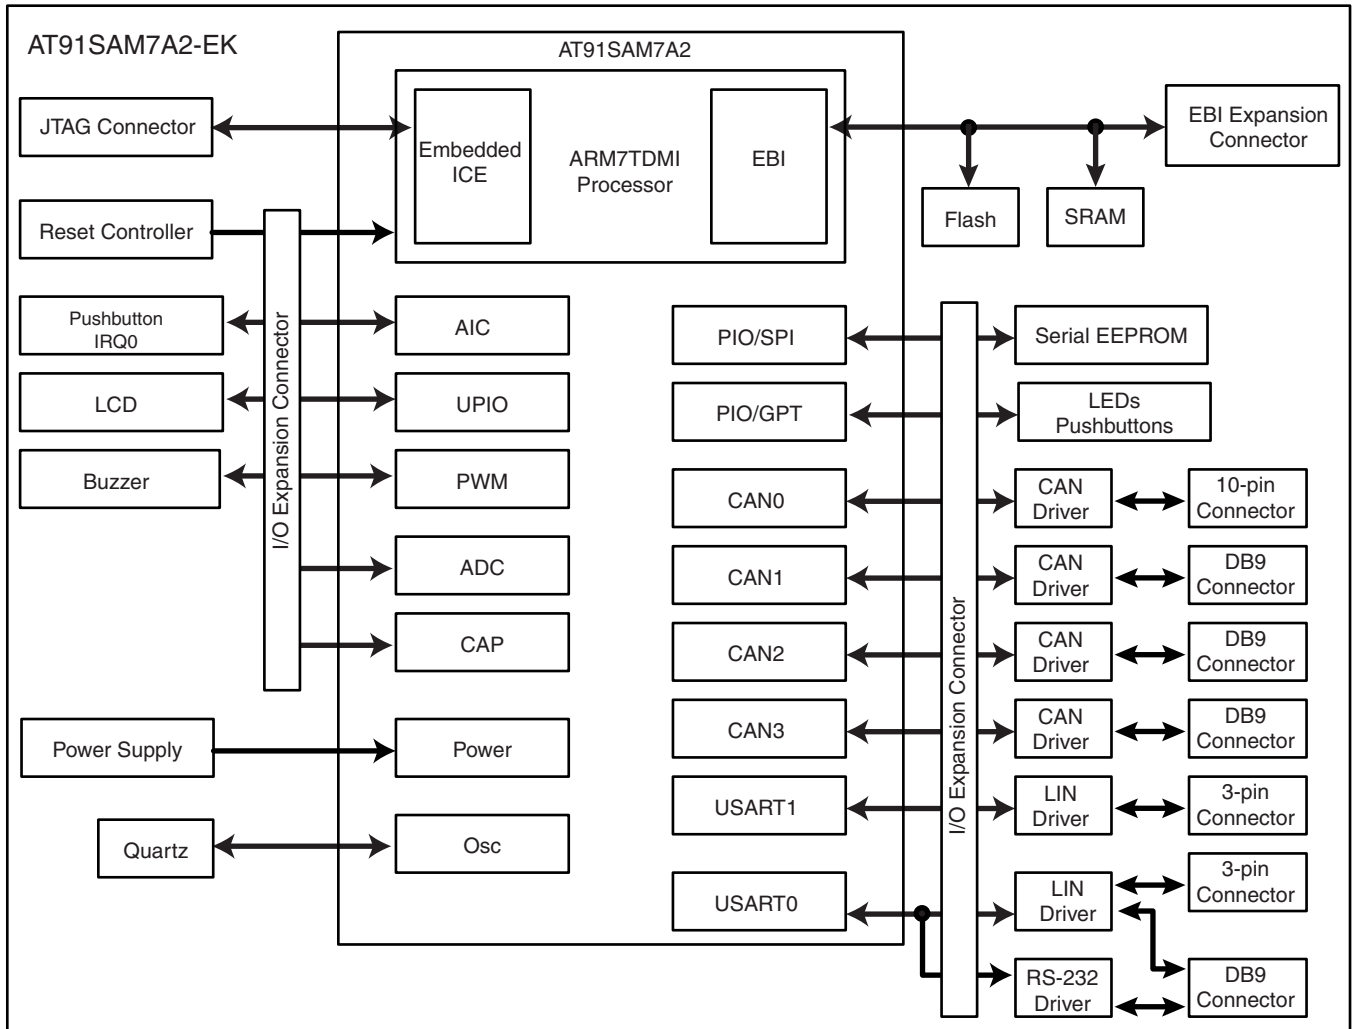 AT91SAM7A2-EK
AT91SAM7A2
JTAG Connector
Embedded
ICE
ARM7TDMI
Processor
EBI
EBI Expansion
Connector
Flash
SRAM
Reset Controller
I/O Expansion Connector
Pushbutton
IRQ0
AIC
LCD
UPIO
Buzzer
PWM
ADC
CAP
Power Supply
Power
Quartz
Osc
PIO/SPI
Serial EEPROM
PIO/GPT
LEDs
Pushbuttons
I/O Expansion Connector
CAN0
CAN
Driver
10-pin
Connector
CAN1
CAN
Driver
DB9
Connector
CAN2
CAN
Driver
DB9
Connector
CAN3
CAN
Driver
DB9
Connector
USART1
LIN
Driver
3-pin
Connector
USART0
LIN
Driver
3-pin
Connector
RS-232
Driver
DB9
Connector